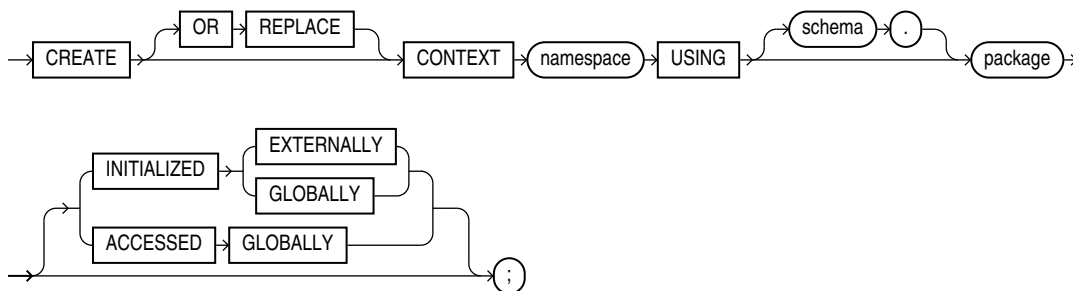 OR REPLACE schema .
CREATE CONTEXT namespace USING package
EXTERNALLY
INITIALIZED
GLOBALLY
ACCESSED GLOBALLY
;